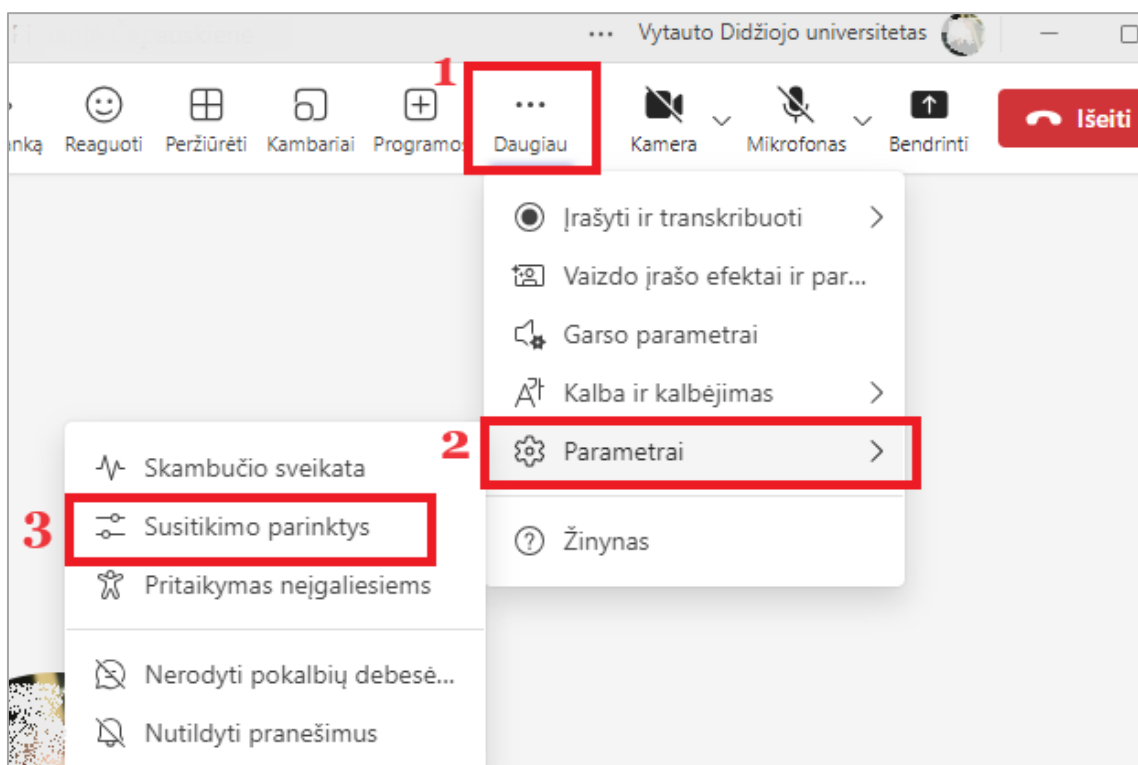 Vytauto Didžiojo universitetas
1
Reaguoti Peržiūrėti Kambariai Programos Daugiau Kamera Mikrofonas Bendrinti Išeiti
Įrašyti ir transkribuoti
Vaizdo įrašo efektai ir par...
Garso parametrai
Kalba ir kalbėjimas
2 Parametrai
Žinynas
Skambučio sveikata
3 Susitikimo parinktys
Pritaikymas neįgaliesiems
Nerodyti pokalbių debesė...
Nutildyti pranešimus